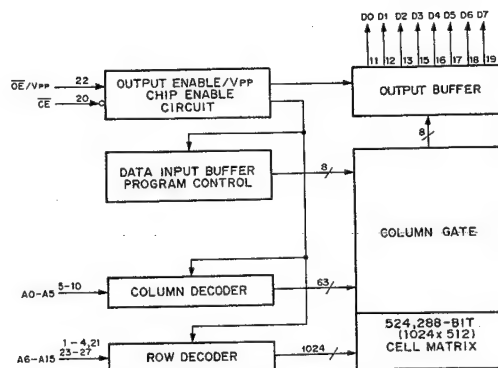 D0 D1 D2 D3 D4 D5 D6 D7
11 12 13 15 16 17 18 19
OE/VPP 22
CE 20
OUTPUT ENABLE/VPP
CHIP ENABLE
CIRCUIT
OUTPUT BUFFER
8
DATA INPUT BUFFER
PROGRAM CONTROL
8
COLUMN GATE
A0-A5 5-10
COLUMN DECODER
63
524,288-BIT
(1024 x 512)
CELL MATRIX
A6-A15 1-4,21
23-27
ROW DECODER
1024